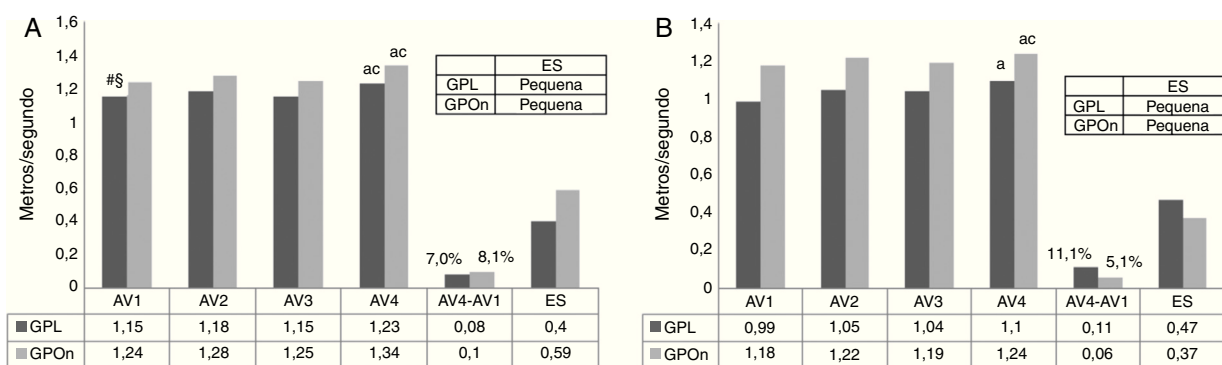 A
Metros/segundo
1,6
1,4
1,2
1
0,8
0,6
0,4
0,2
0
#§
ac
ac
7,0%
8,1%
ES
GPL Pequena
GPOn Pequena
AV1 AV2 AV3 AV4 AV4-AV1 ES
GPL 1,15 1,18 1,15 1,23 0,08 0,4
GPOn 1,24 1,28 1,25 1,34 0,1 0,59
B
Metros/segundo
1,4
1,2
1
0,8
0,6
0,4
0,2
0
a
ac
11,1%
5,1%
ES
GPL Pequena
GPOn Pequena
AV1 AV2 AV3 AV4 AV4-AV1 ES
GPL 0,99 1,05 1,04 1,1 0,11 0,47
GPOn 1,18 1,22 1,19 1,24 0,06 0,37